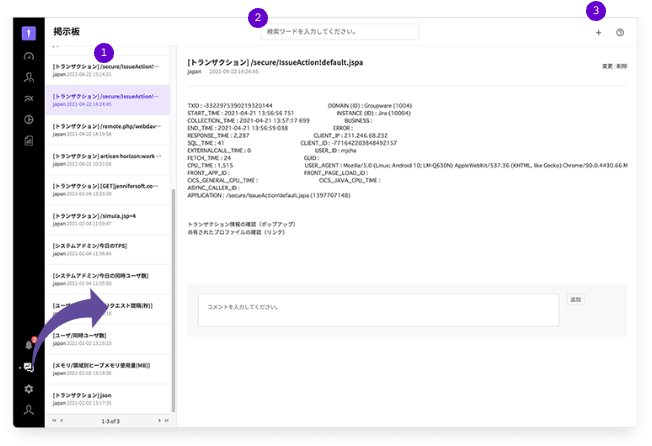 2
3
掲示板
検索ワードを入力してください。
1
[トランザクション] /secure/IssueAction!···
japan 2021-04-22 15:14:21
[トランザクション] /secure/IssueAction!···
japan 2021-04-22 14:24:45
[トランザクション] /remote.php/webdav···
japan 2021-04-22
[トランザクション] artisan horizon:work ···
japan 2021-04-21 10:51:08
[トランザクション] [GET]jennifersoft.co···
japan 2021-03-04 13:25:09
[トランザクション] /simula.jsp=4
japan 2021-02-04 11:59:47
[システムアドミン/今日のTPS]
japan 2021-02-04 11:56:40
[システムアドミン/今日の同時ユーザ数]
japan 2021-02-04 11:55:50
[ユーザ
クエスト間隔(秒)]
[ユーザ/同時ユーザ数]
japan 2021-02-02 13:19:10
[メモリ/領域別ヒープメモリ使用量(MB)]
japan 2021-02-02
[トランザクション] json
japan 2021-02-02 13:17:35
1-3 of 3
[トランザクション] /secure/IssueAction!default.jspa
japan 2021-04-22 14:24:45
変更 | 削除
TXID : -3322975390219320144 DOMAIN (ID) : Groupware (1004)
START_TIME : 2021-04-21 13:56:56 751 INSTANCE (ID) : Jira (10004)
COLLECTION_TIME : 2021-04-21 13:57:17 699 BUSINESS :
END_TIME : 2021-04-21 13:56:59 038 ERROR :
RESPONSE_TIME : 2,287 CLIENT_IP : 211.246.68.232
SQL_TIME : 41 CLIENT_ID : -771642203848492157
EXTERNALCALL_TIME : 0 USER_ID : mjcha
FETCH_TIME : 24 GUID :
CPU_TIME : 1,515 USER_AGENT : Mozilla/5.0 (Linux; Android 10; LM-Q630N) AppleWebKit/537.36 (KHTML, like Gecko) Chrome/90.0.4430.66 M
FRONT_APP_ID : FRONT_PAGE_LOAD_ID :
CICS_GENERAL_CPU_TIME : CICS_JAVA_CPU_TIME :
ASYNC_CALLER_ID :
APPLICATION : /secure/IssueAction!default.jspa (1397707148)
トランザクション情報の確認 (ポップアップ)
共有されたプロファイルの確認 (リンク)
コメントを入力してください。
追加